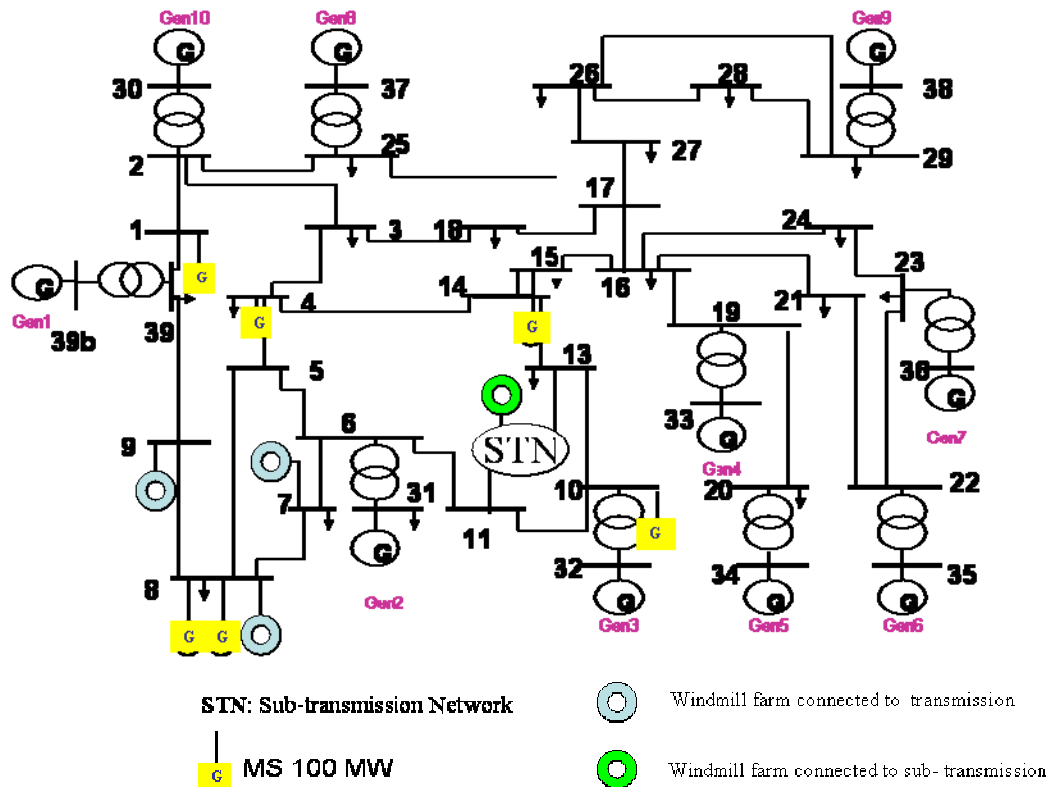 Gen10
Gen8
Gen9
G
G
G
30
37
26
28
38
2
25
27
29
17
1
3
18
24
G
15
23
G
14
16
Gen1
39b
39
4
G
G
21
19
5
13
9
6
33
G
36
G
STN
Gen4
Gen7
7
31
10
20
22
11
G
G
8
32
34
35
G
G
G
G
G
Gen2
Gen3
Gen5
Gen6
STN: Sub-transmission Network
Windmill farm connected to transmission
G MS 100 MW
Windmill farm connected to sub- transmission